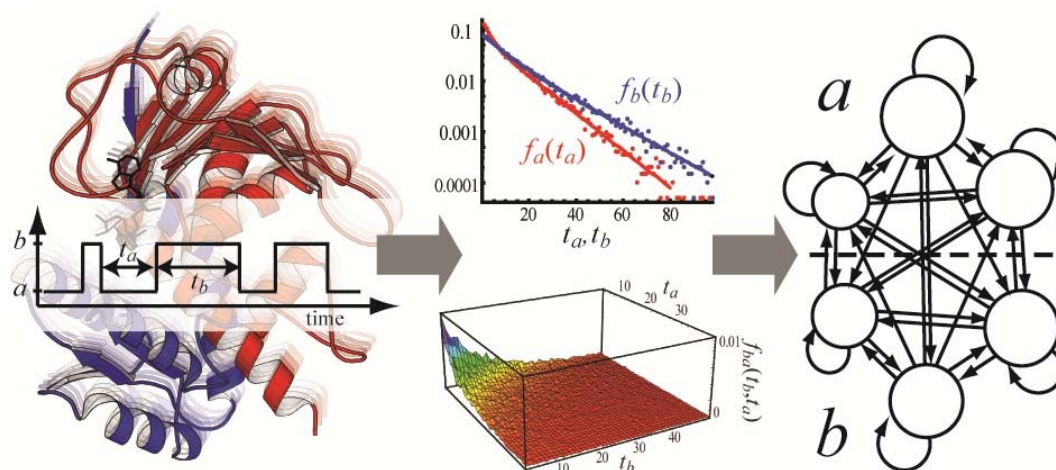 b
a
t_a
t_b
time
0.1
0.01
0.001
0.0001
f_b(t_b)
f_a(t_a)
20 40 60 80
t_a, t_b
10
20
30
t_a
0.01
0
f_ba(t_b, t_a)
10
20
30
40
t_b
a
b